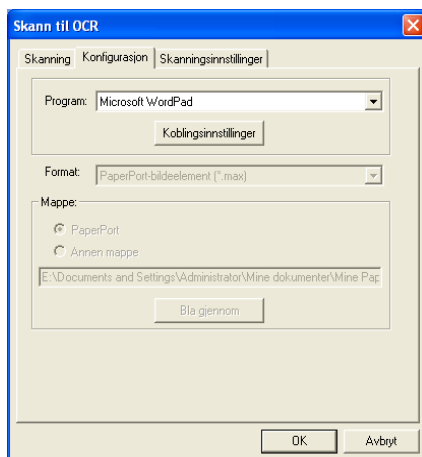 Skann til OCR
Skanning Konfigurasjon Skanningsinnstillinger
Program: Microsoft WordPad
Koblingsinnstillinger
Format: PaperPort-bildeelement (*.max)
Mappe:
PaperPort
Annen mappe
E:\Documents and Settings\Administrator\Mine dokumenter\Mine Pap
Bla gjennom
OK Avbryt